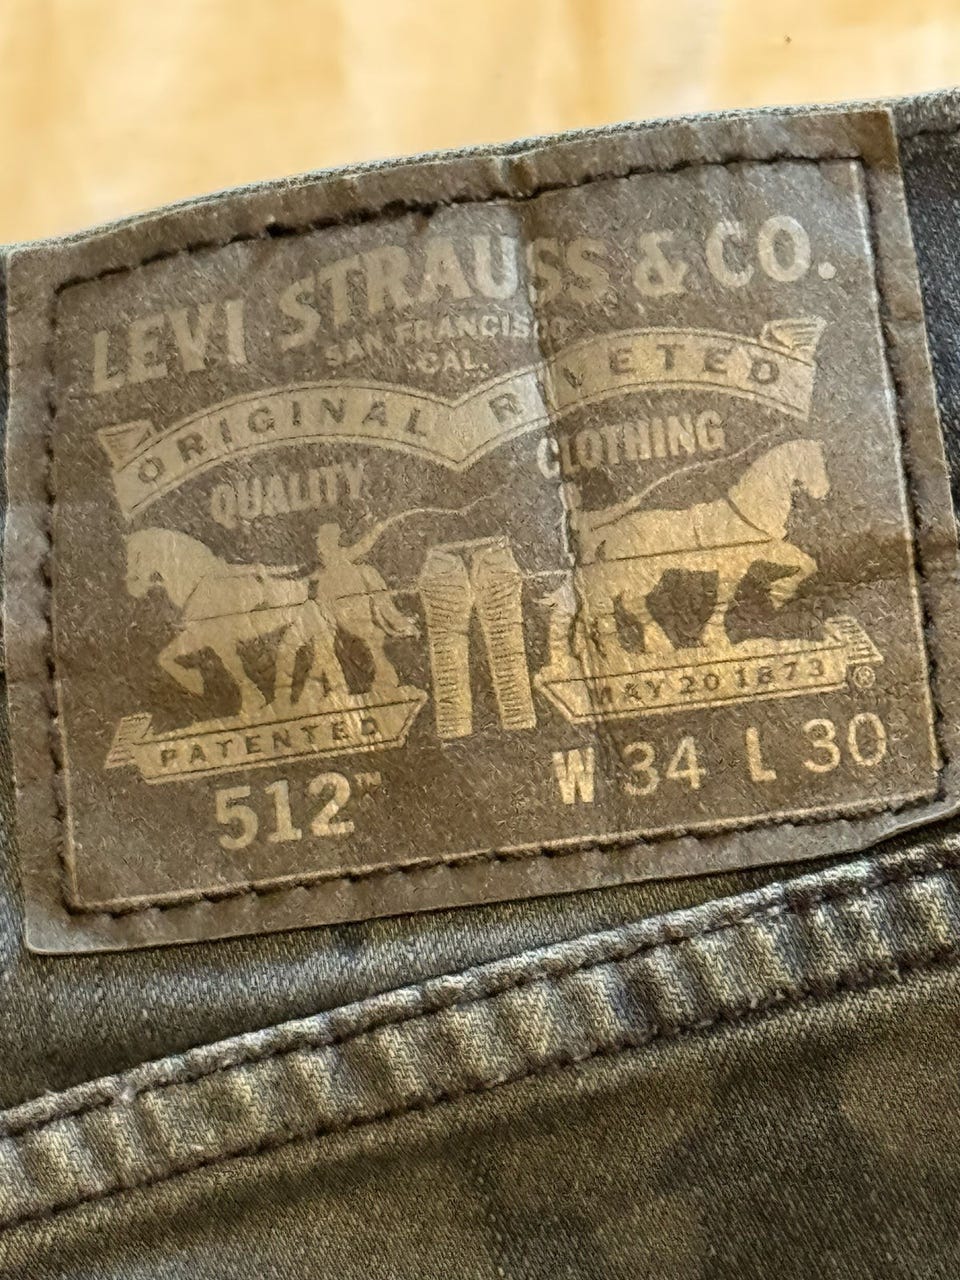 LEVI STRAUSS & CO.
SAN FRANCISCO
CAL.
ORIGINAL RIVETED
QUALITY CLOTHING
PATENTED MAY 20 1873 ®
512™ W 34 L 30